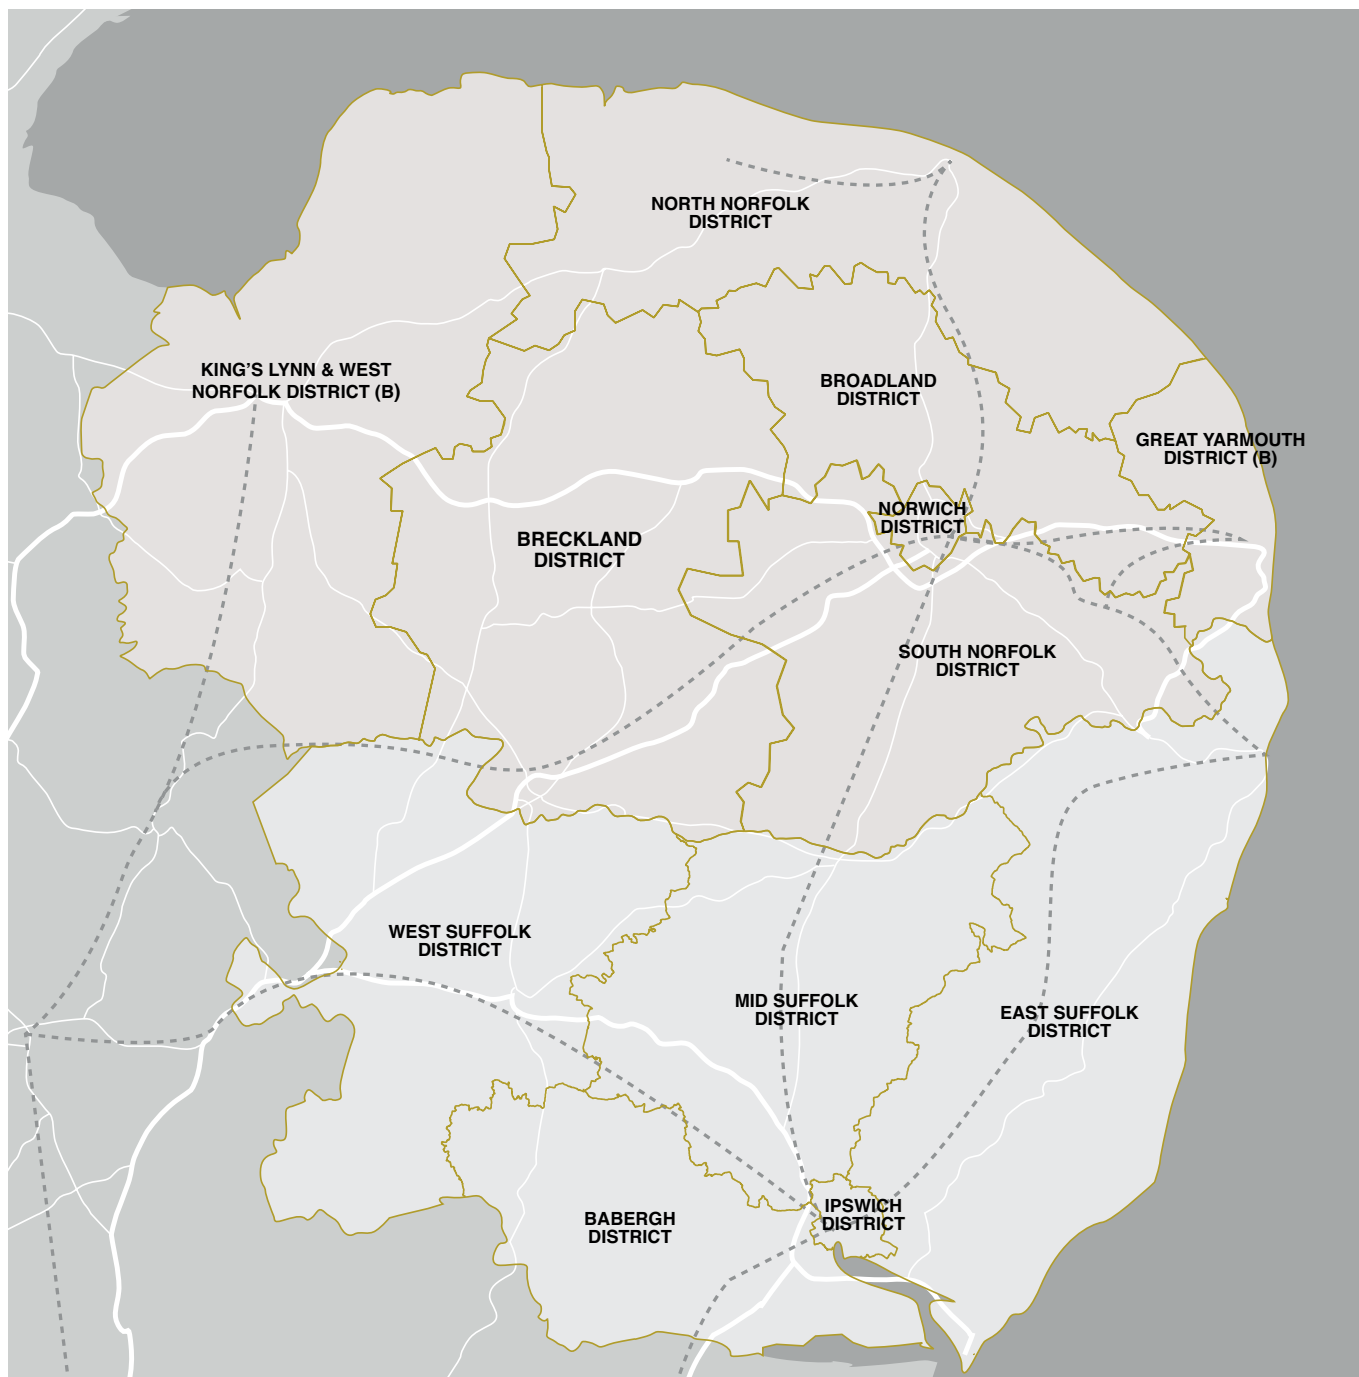 NORTH NORFOLK
DISTRICT
KING'S LYNN & WEST
NORFOLK DISTRICT (B)
BROADLAND
DISTRICT
GREAT YARMOUTH
DISTRICT (B)
NORWICH
DISTRICT
BRECKLAND
DISTRICT
SOUTH NORFOLK
DISTRICT
WEST SUFFOLK
DISTRICT
MID SUFFOLK
DISTRICT
EAST SUFFOLK
DISTRICT
IPSWICH
DISTRICT
BABERGH
DISTRICT